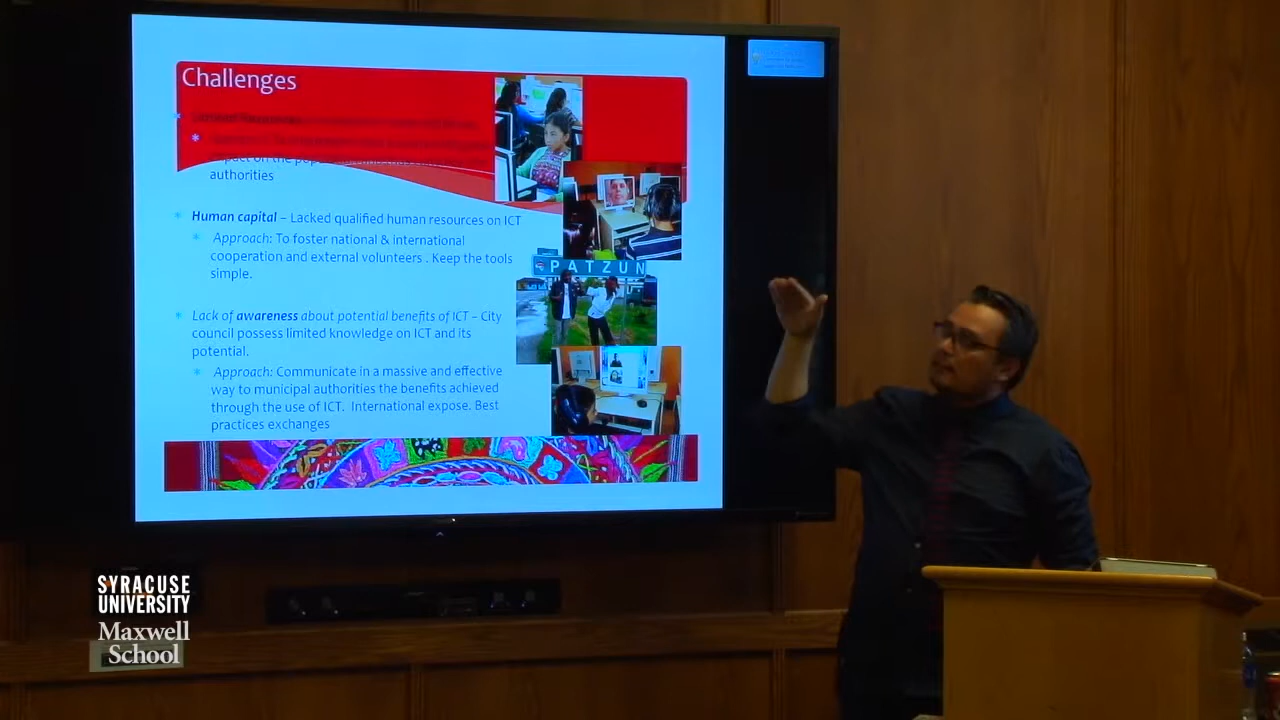 Challenges
pact on the
authorities
Human capital – Lacked qualified human resources on ICT
Approach: To foster national & international
cooperation and external volunteers . Keep the tools
simple.
Lack of awareness about potential benefits of ICT – City
council possess limited knowledge on ICT and its
potential.
Approach: Communicate in a massive and effective
way to municipal authorities the benefits achieved
through the use of ICT. International expose. Best
practices exchanges
PATZUN
SYRACUSE
UNIVERSITY
Maxwell
School